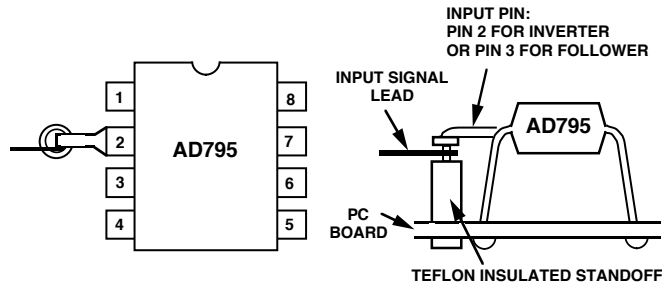 INPUT PIN:
PIN 2 FOR INVERTER
OR PIN 3 FOR FOLLOWER
INPUT SIGNAL
LEAD
1
2
3
4
AD795
8
7
6
5
AD795
PC
BOARD
TEFLON INSULATED STANDOFF